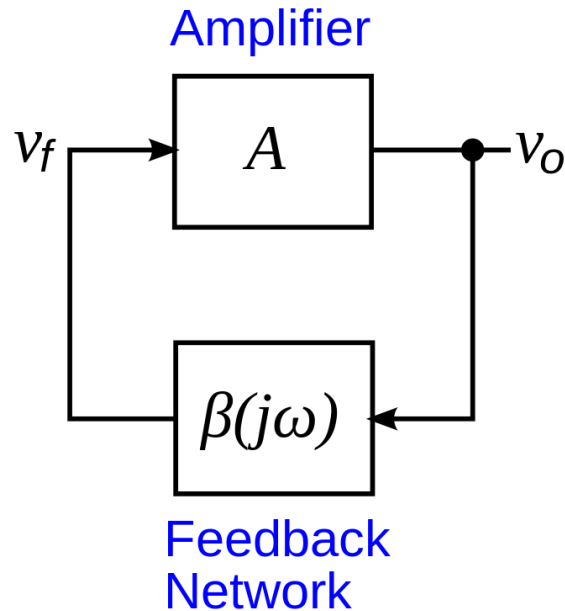 Amplifier
v_f
A
v_o
β(jω)
Feedback
Network